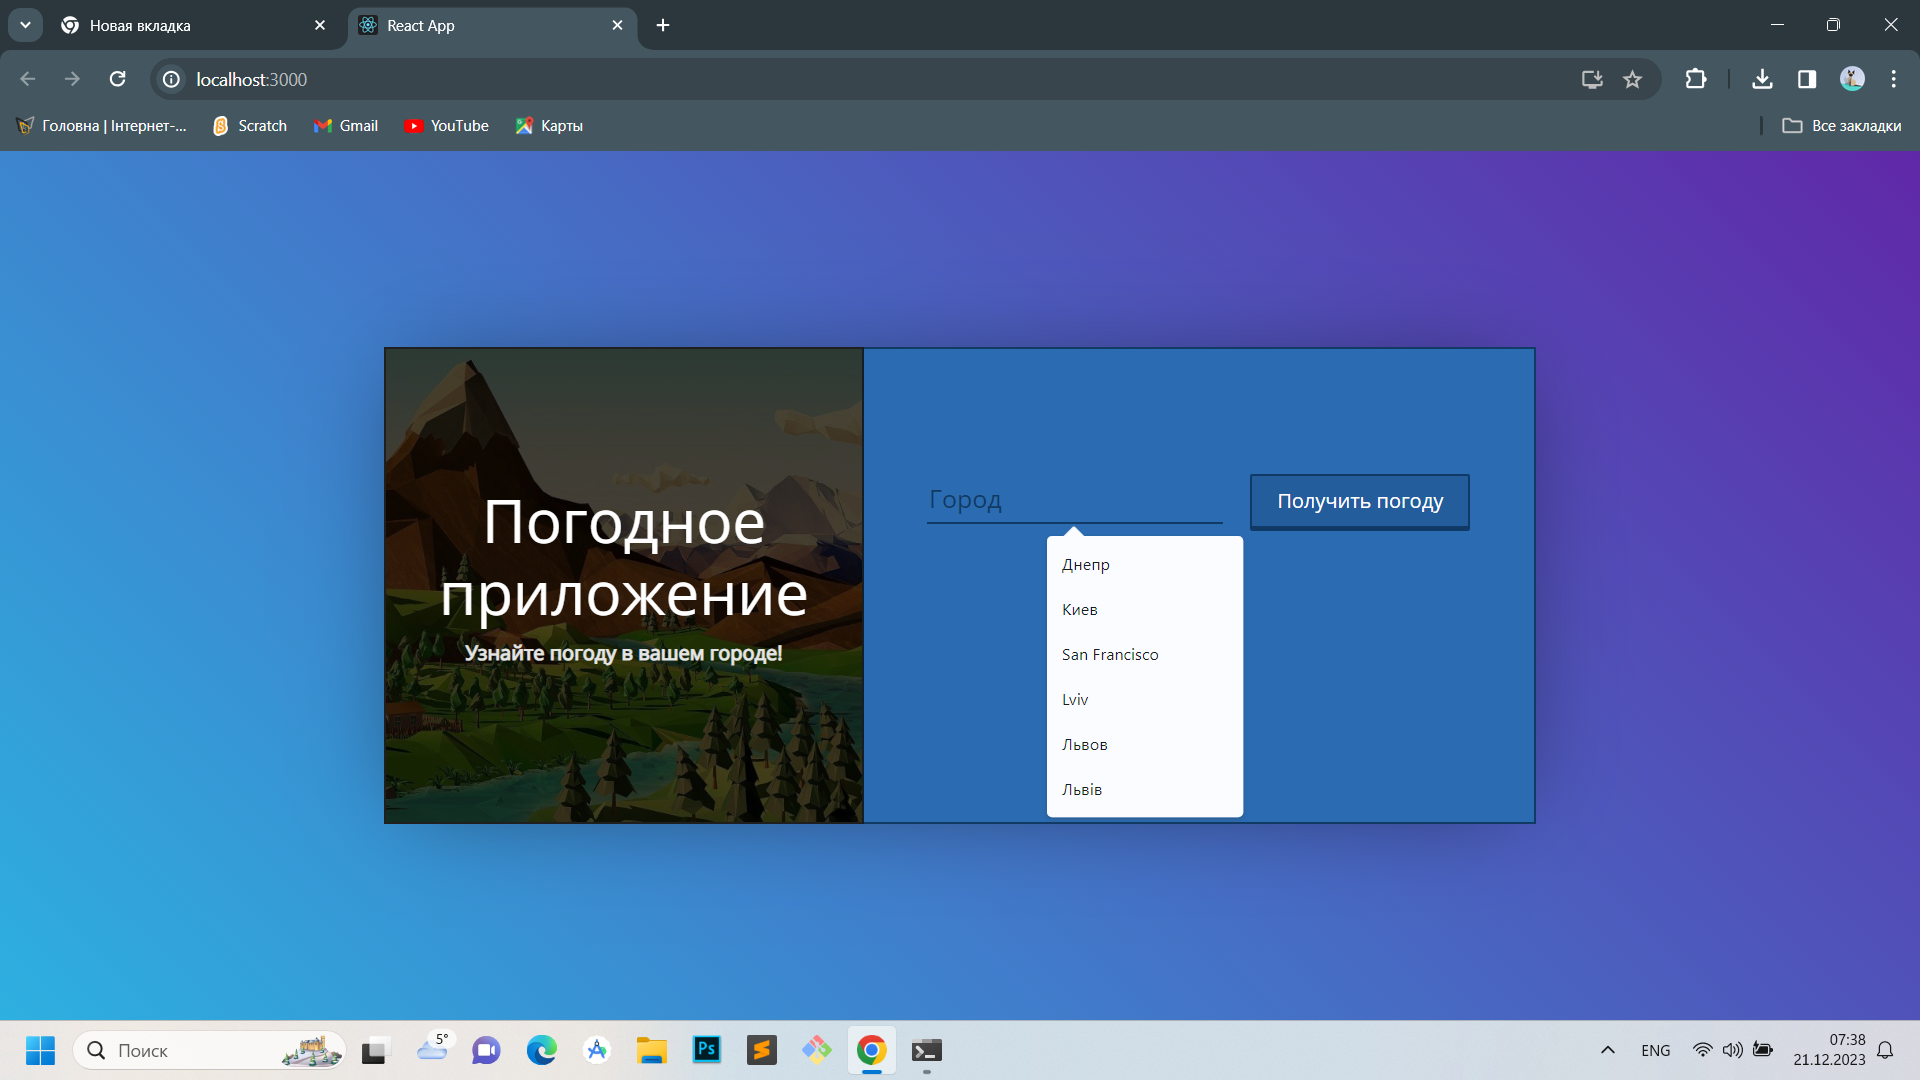 Новая вкладка
React App
localhost:3000
Головна | Інтернет-...
Scratch
Gmail
YouTube
Карты
Все закладки
Погодное
приложение
Узнайте погоду в вашем городе!
Город
Получить погоду
Днепр
Киев
San Francisco
Lviv
Львов
Львів
Поиск
5°
Ps
ENG
07:38
21.12.2023